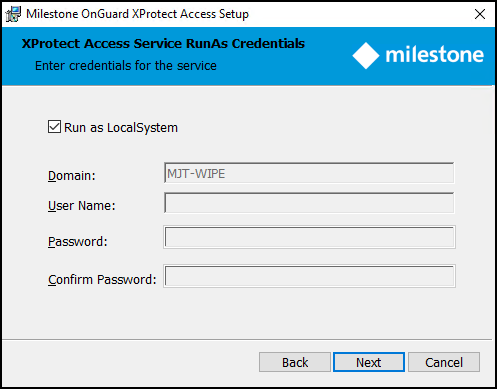 Milestone OnGuard XProtect Access Setup
XProtect Access Service RunAs Credentials
Enter credentials for the service
milestone
Run as LocalSystem
Domain: MJT-WIPE
User Name:
Password:
Confirm Password:
Back Next Cancel